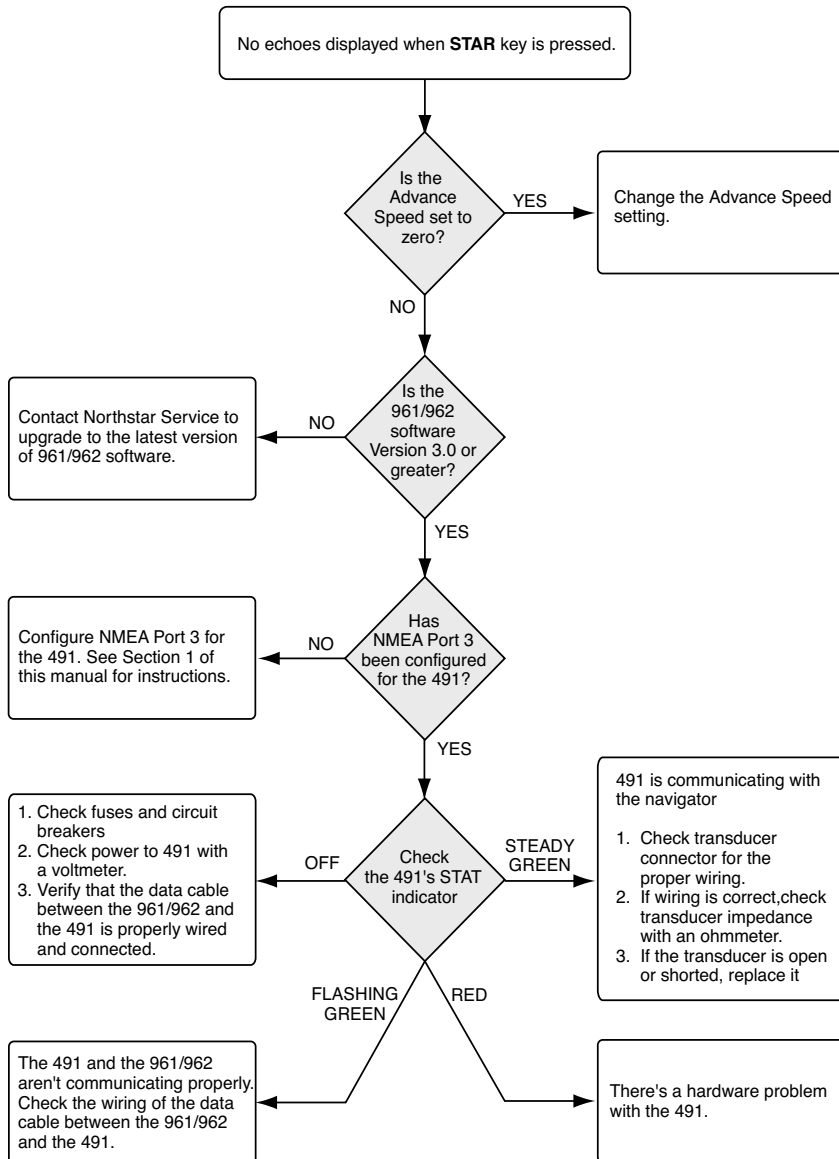 No echoes displayed when STAR key is pressed.
Is the
Advance
Speed set to
zero?
YES
Change the Advance Speed
setting.
NO
Is the
961/962
software
Version 3.0 or
greater?
NO
Contact Northstar Service to
upgrade to the latest version
of 961/962 software.
YES
Has
NMEA Port 3
been configured
for the 491?
NO
Configure NMEA Port 3 for
the 491. See Section 1 of
this manual for instructions.
YES
Check
the 491's STAT
indicator
OFF
1. Check fuses and circuit
breakers
2. Check power to 491 with
a voltmeter.
3. Verify that the data cable
between the 961/962 and
the 491 is properly wired
and connected.
STEADY
GREEN
491 is communicating with
the navigator
1. Check transducer
connector for the
proper wiring.
2. If wiring is correct,check
transducer impedance
with an ohmmeter.
3. If the transducer is open
or shorted, replace it
FLASHING
GREEN
The 491 and the 961/962
aren't communicating properly.
Check the wiring of the data
cable between the 961/962
and the 491.
RED
There's a hardware problem
with the 491.